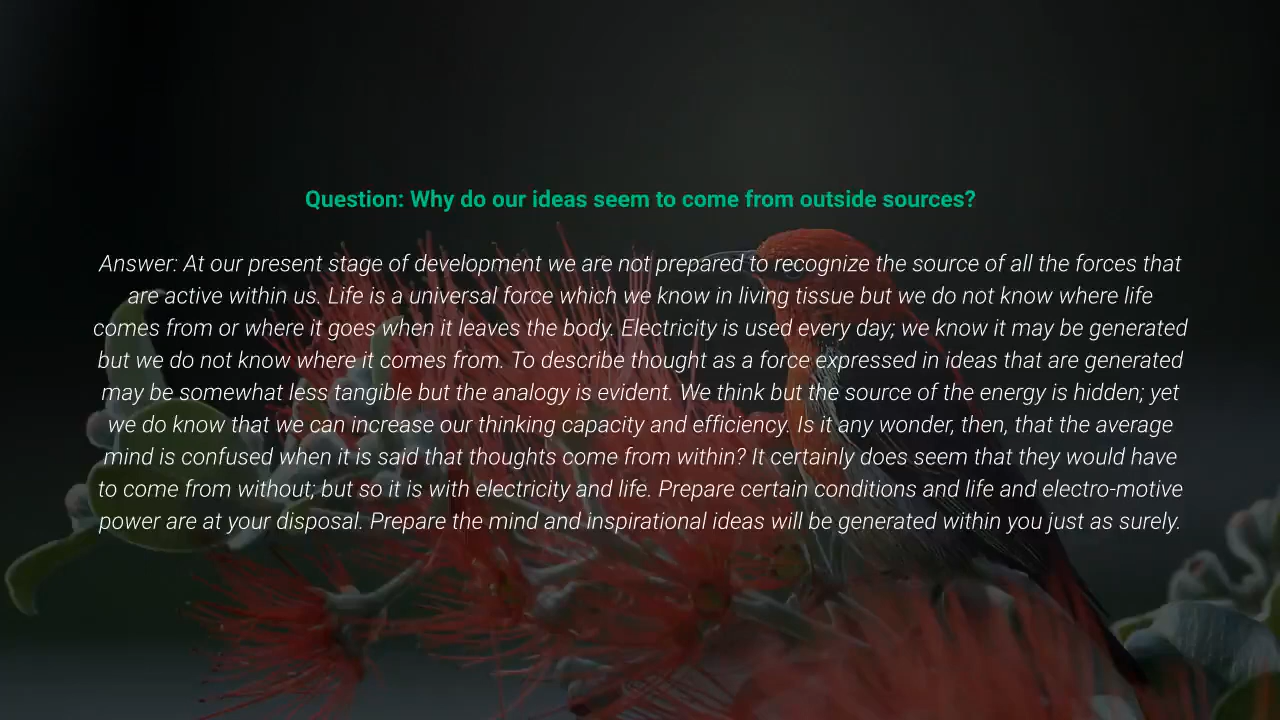 Question: Why do our ideas seem to come from outside sources?
Answer: At our present stage of development we are not prepared to recognize the source of all the forces that
are active within us. Life is a universal force which we know in living tissue but we do not know where life
comes from or where it goes when it leaves the body. Electricity is used every day; we know it may be generated
but we do not know where it comes from. To describe thought as a force expressed in ideas that are generated
may be somewhat less tangible but the analogy is evident. We think but the source of the energy is hidden; yet
we do know that we can increase our thinking capacity and efficiency. Is it any wonder, then, that the average
mind is confused when it is said that thoughts come from within? It certainly does seem that they would have
to come from without; but so it is with electricity and life. Prepare certain conditions and life and electro-motive
power are at your disposal. Prepare the mind and inspirational ideas will be generated within you just as surely.